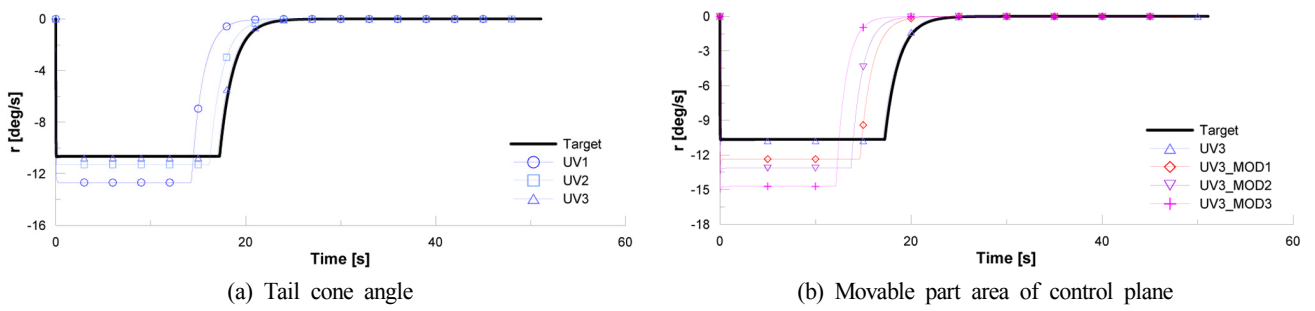 0
-4
-8
-12
-16
r [deg/s]
Target
UV1
UV2
UV3
0 20 40 60
Time [s]
(a) Tail cone angle
0
-3
-6
-9
-12
-15
-18
r [deg/s]
Target
UV3
UV3_MOD1
UV3_MOD2
UV3_MOD3
0 20 40 60
Time [s]
(b) Movable part area of control plane